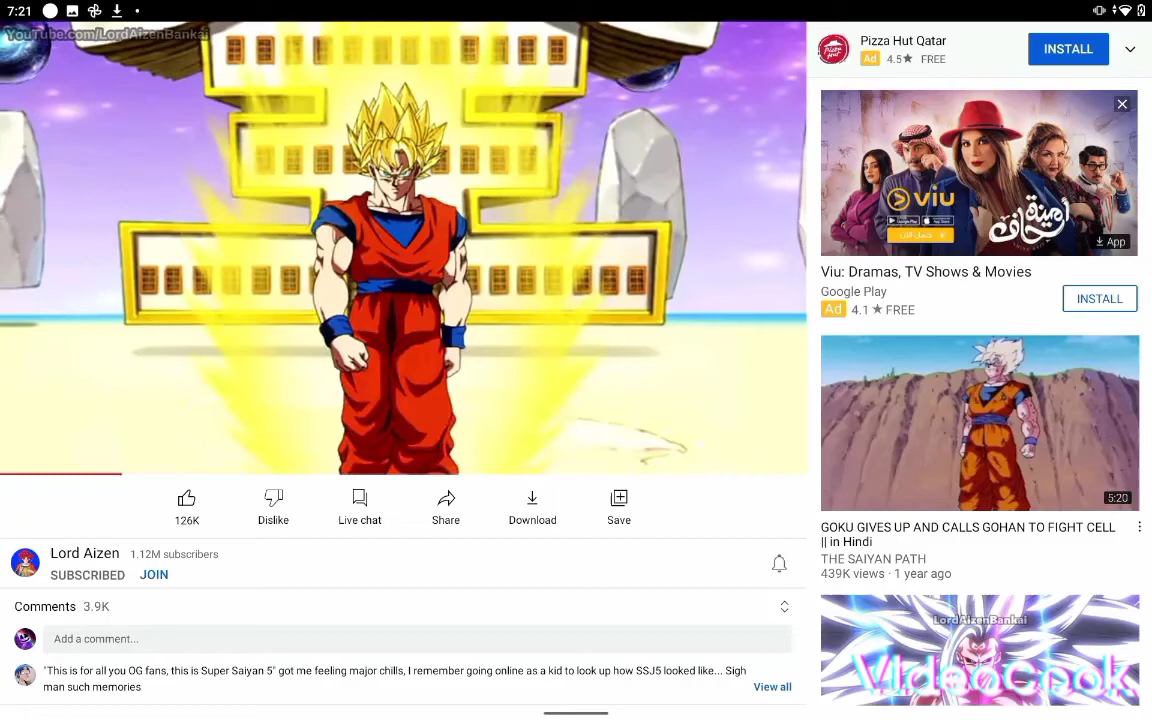 7:21
YouTube.com/LordAizenBankai
Pizza Hut Qatar
Ad 4.5★ FREE
INSTALL
viu
أمينة حاف
حمل الآن
App
Viu: Dramas, TV Shows & Movies
Google Play
Ad 4.1 ★ FREE
INSTALL
5:20
GOKU GIVES UP AND CALLS GOHAN TO FIGHT CELL
|| in Hindi
THE SAIYAN PATH
439K views · 1 year ago
LordAizenBankai
VideoCook
126K
Dislike
Live chat
Share
Download
Save
Lord Aizen 1.12M subscribers
SUBSCRIBED JOIN
Comments 3.9K
Add a comment...
"This is for all you OG fans, this is Super Saiyan 5" got me feeling major chills, I remember going online as a kid to look up how SSJ5 looked like... Sigh
man such memories
View all